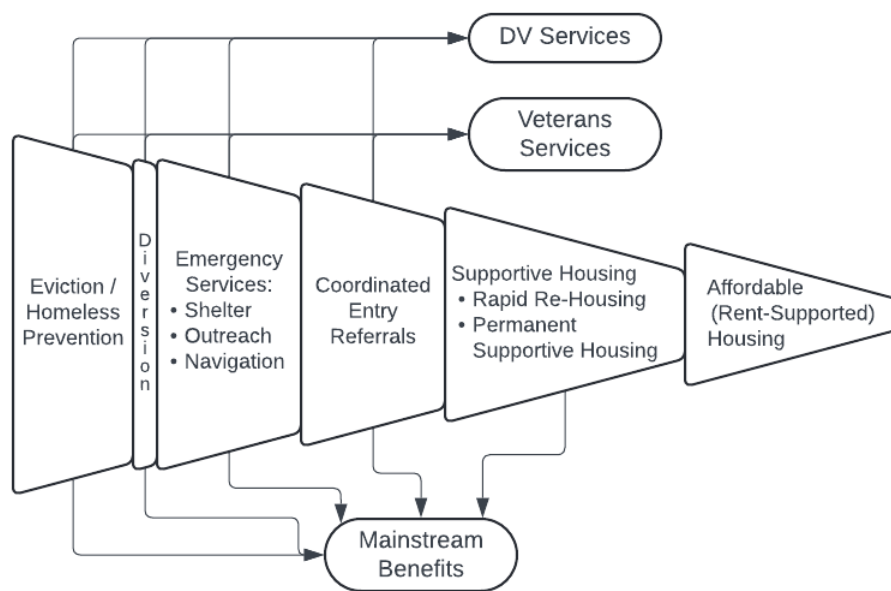 DV Services
Veterans
Services
Eviction /
Homeless
Prevention
Diversion
Emergency
Services:
• Shelter
• Outreach
• Navigation
Coordinated
Entry
Referrals
Supportive Housing
• Rapid Re-Housing
• Permanent
Supportive Housing
Affordable
(Rent-Supported)
Housing
Mainstream
Benefits